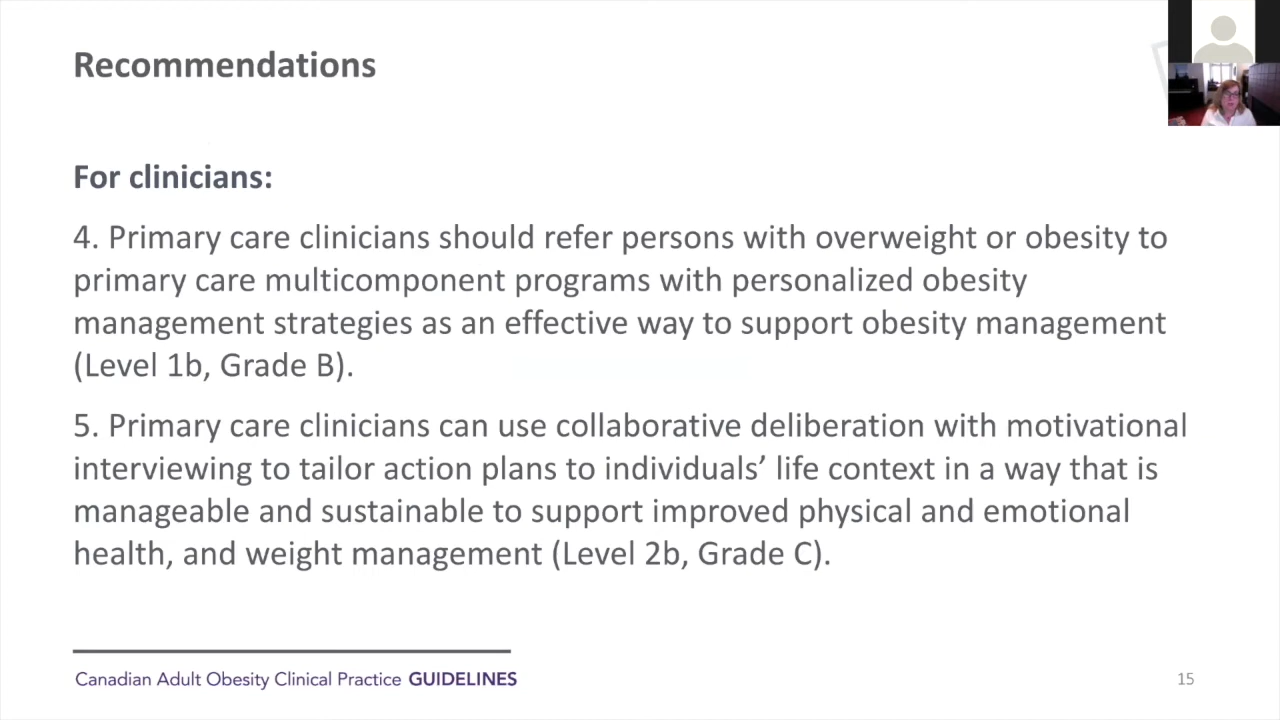 Recommendations
For clinicians:
4. Primary care clinicians should refer persons with overweight or obesity to
primary care multicomponent programs with personalized obesity
management strategies as an effective way to support obesity management
(Level 1b, Grade B).
5. Primary care clinicians can use collaborative deliberation with motivational
interviewing to tailor action plans to individuals’ life context in a way that is
manageable and sustainable to support improved physical and emotional
health, and weight management (Level 2b, Grade C).
Canadian Adult Obesity Clinical Practice GUIDELINES
15